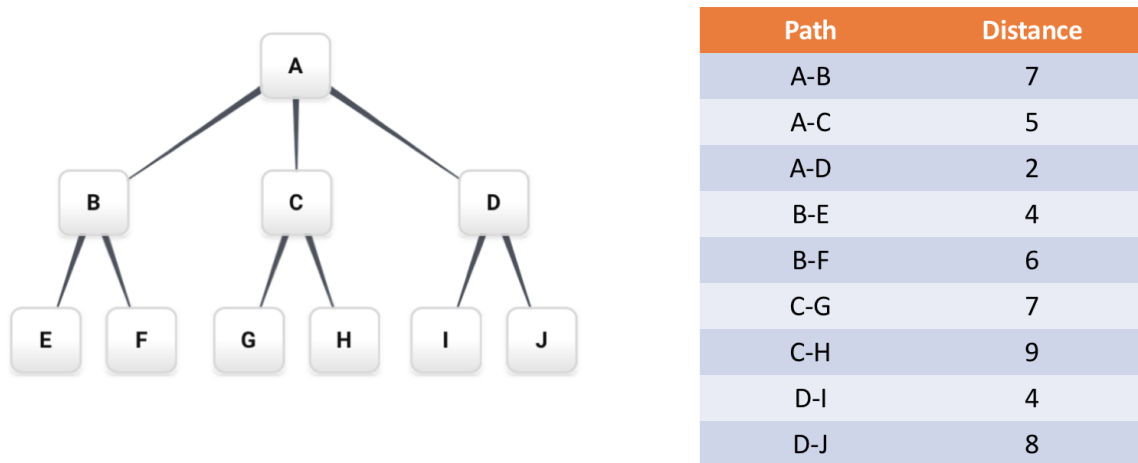 A
B C D
E F G H I J
Path Distance
A-B 7
A-C 5
A-D 2
B-E 4
B-F 6
C-G 7
C-H 9
D-I 4
D-J 8